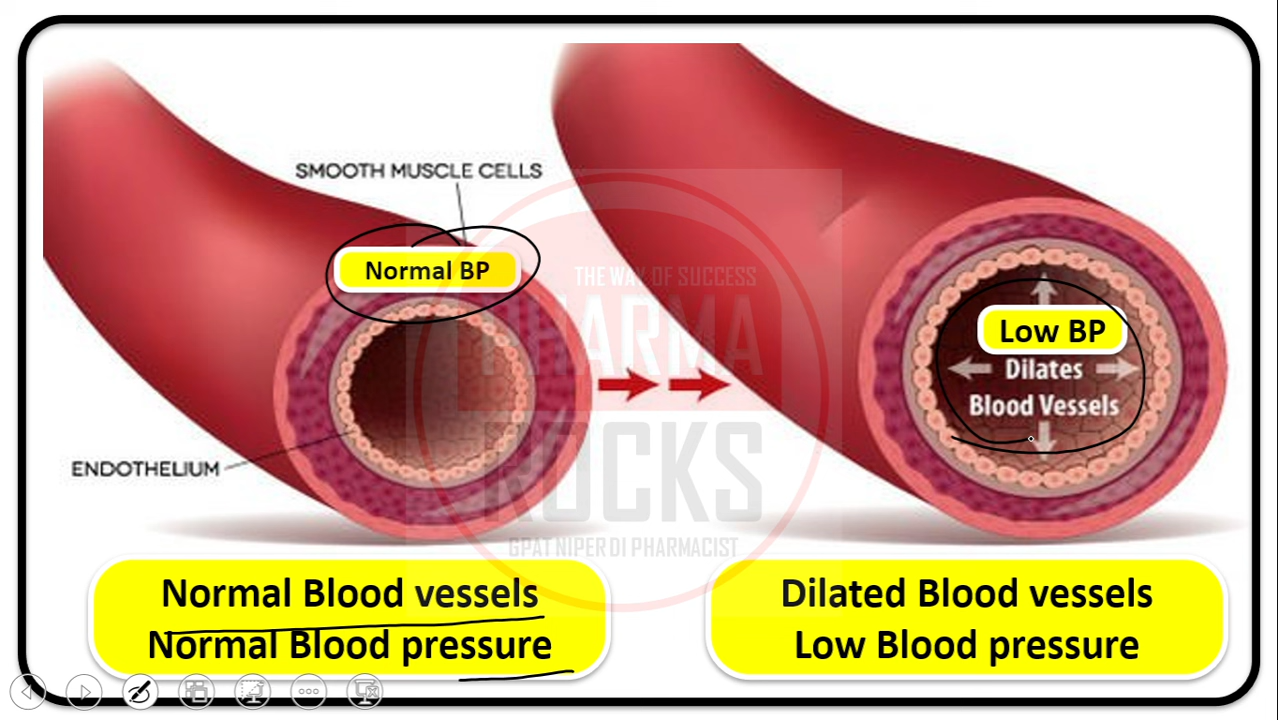 SMOOTH MUSCLE CELLS
Normal BP
ENDOTHELIUM
THE WAY OF SUCCESS
PHARMA
ROCKS
GPAT NIPER DI PHARMACIST
Low BP
Dilates
Blood Vessels
Normal Blood vessels
Normal Blood pressure
Dilated Blood vessels
Low Blood pressure